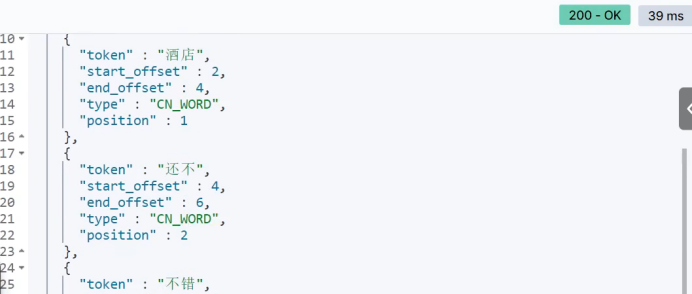 200 - OK 39 ms
10 {
11 "token" : "酒店",
12 "start_offset" : 2,
13 "end_offset" : 4,
14 "type" : "CN_WORD",
15 "position" : 1
16 },
17 {
18 "token" : "还不",
19 "start_offset" : 4,
20 "end_offset" : 6,
21 "type" : "CN_WORD",
22 "position" : 2
23 },
24 {
25 "token" : "不错",